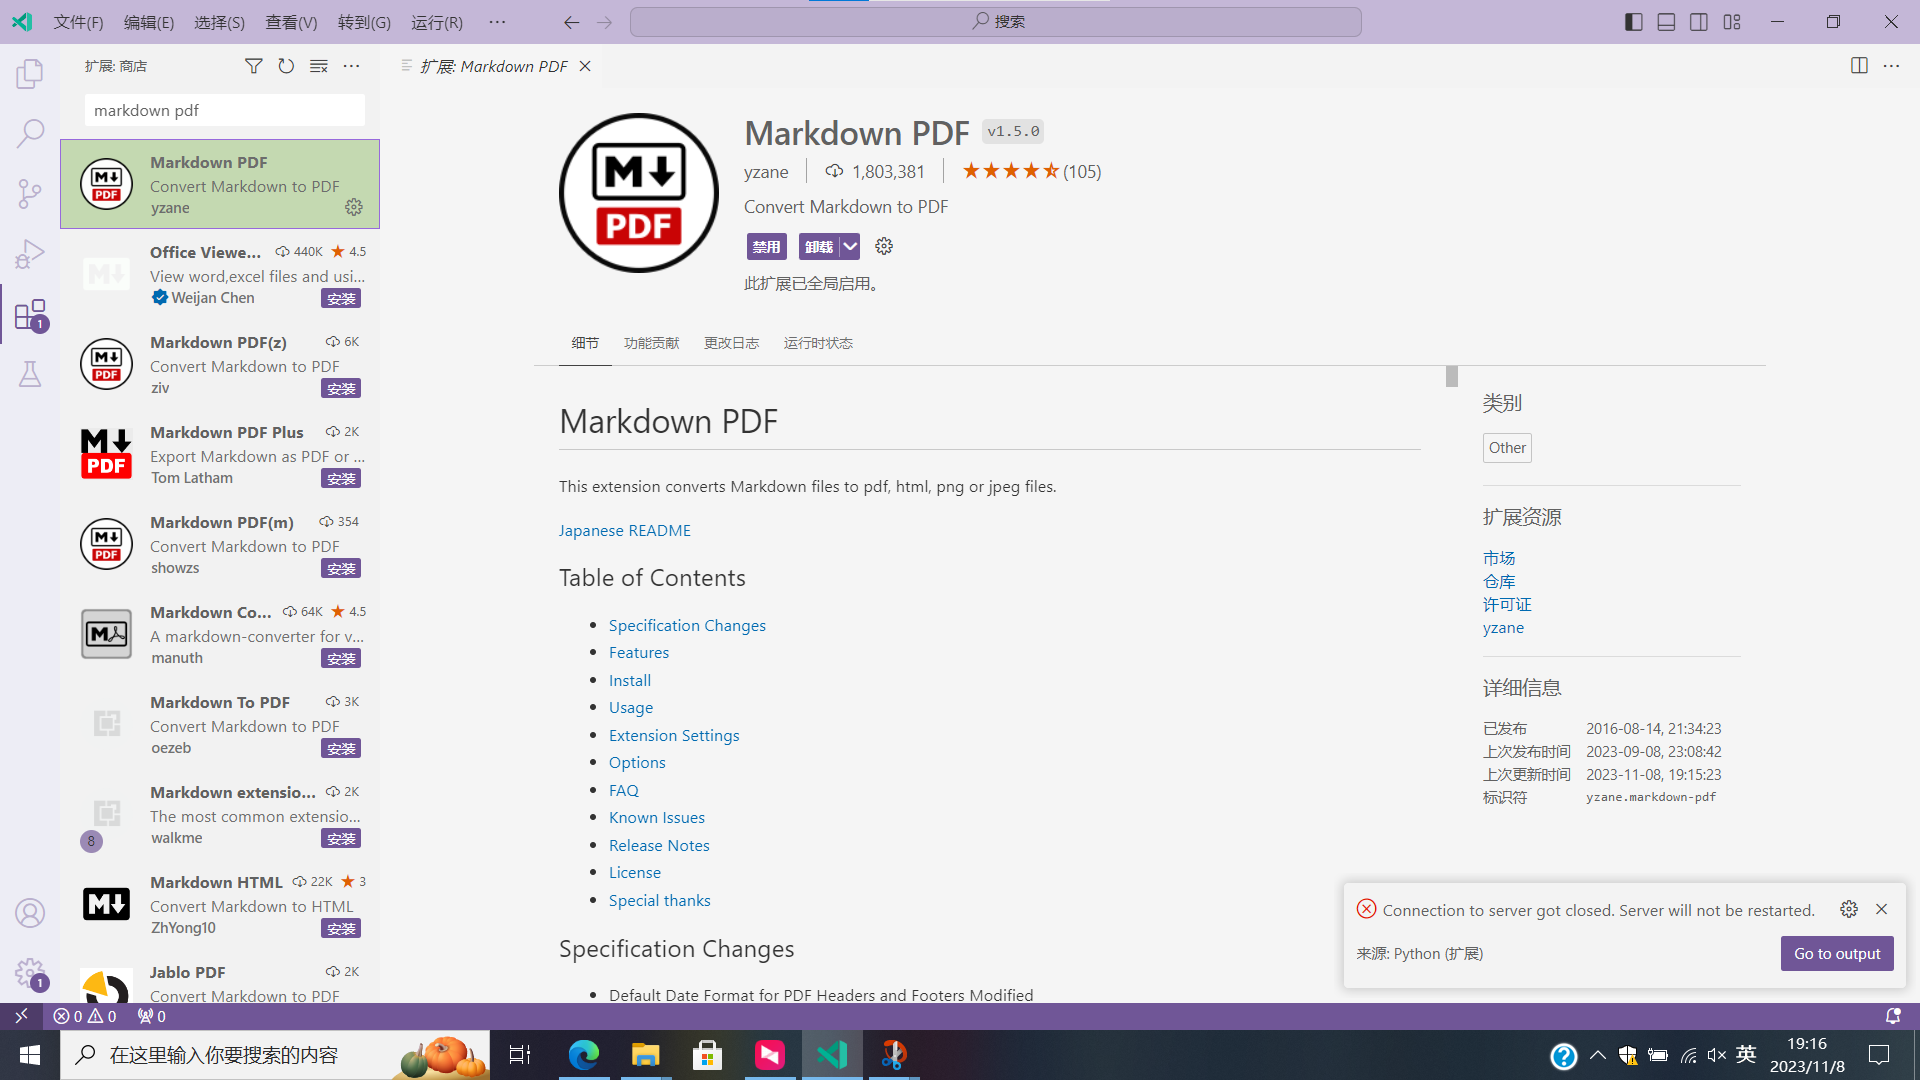 文件(F) 编辑(E) 选择(S) 查看(V) 转到(G) 运行(R) ··· 搜索
扩展: 商店
markdown pdf
Markdown PDF
Convert Markdown to PDF
yzane
Office Viewe... 440K 4.5
View word,excel files and usi...
Weijan Chen 安装
Markdown PDF(z) 6K
Convert Markdown to PDF
ziv 安装
Markdown PDF Plus 2K
Export Markdown as PDF or ...
Tom Latham 安装
Markdown PDF(m) 354
Convert Markdown to PDF
showzs 安装
Markdown Co... 64K 4.5
A markdown-converter for v...
manuth 安装
Markdown To PDF 3K
Convert Markdown to PDF
oezeb 安装
Markdown extensio... 2K
The most common extensio...
8 walkme 安装
Markdown HTML 22K 3
Convert Markdown to HTML
ZhYong10 安装
Jablo PDF 2K
Convert Markdown to PDF
1
1
扩展: Markdown PDF
M PDF
Markdown PDF v1.5.0
yzane 1,803,381 (105)
Convert Markdown to PDF
禁用 卸载
此扩展已全局启用。
细节 功能贡献 更改日志 运行时状态
Markdown PDF
This extension converts Markdown files to pdf, html, png or jpeg files.
Japanese README
Table of Contents
Specification Changes
Features
Install
Usage
Extension Settings
Options
FAQ
Known Issues
Release Notes
License
Special thanks
Specification Changes
Default Date Format for PDF Headers and Footers Modified
类别
Other
扩展资源
市场
仓库
许可证
yzane
详细信息
已发布 2016-08-14, 21:34:23
上次发布时间 2023-09-08, 23:08:42
上次更新时间 2023-11-08, 19:15:23
标识符 yzane.markdown-pdf
Connection to server got closed. Server will not be restarted.
来源: Python (扩展) Go to output
0 0 0
在这里输入你要搜索的内容
英
19:16
2023/11/8